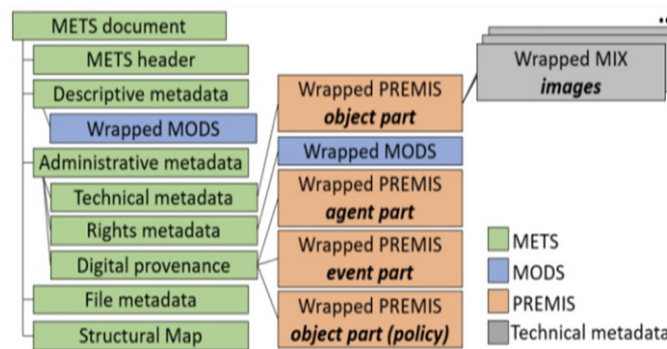 METS document
METS header
Descriptive metadata
Wrapped MODS
Administrative metadata
Technical metadata
Rights metadata
Digital provenance
File metadata
Structural Map
Wrapped PREMIS
object part
Wrapped MODS
Wrapped PREMIS
agent part
Wrapped PREMIS
event part
Wrapped PREMIS
object part (policy)
Wrapped MIX
images
METS
MODS
PREMIS
Technical metadata